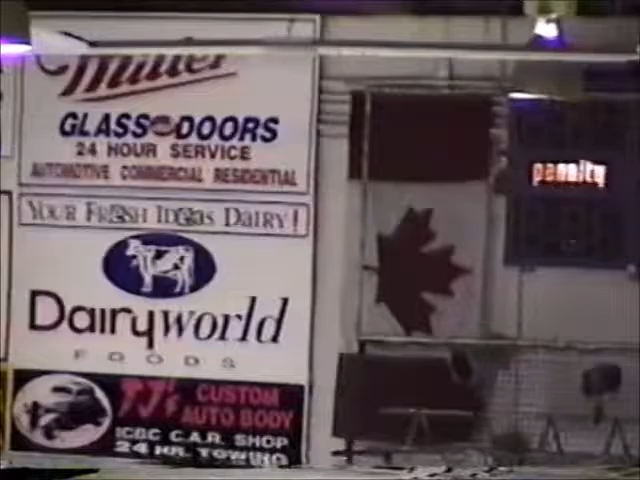 Miller
GLASS DOORS
24 HOUR SERVICE
AUTOMOTIVE COMMERCIAL RESIDENTIAL
YOUR FRESH IDEAS DAIRY!
Dairyworld
FOODS
TJ's CUSTOM
AUTO BODY
ICBC C.A.R. SHOP
24 HR. TOWING
penalty